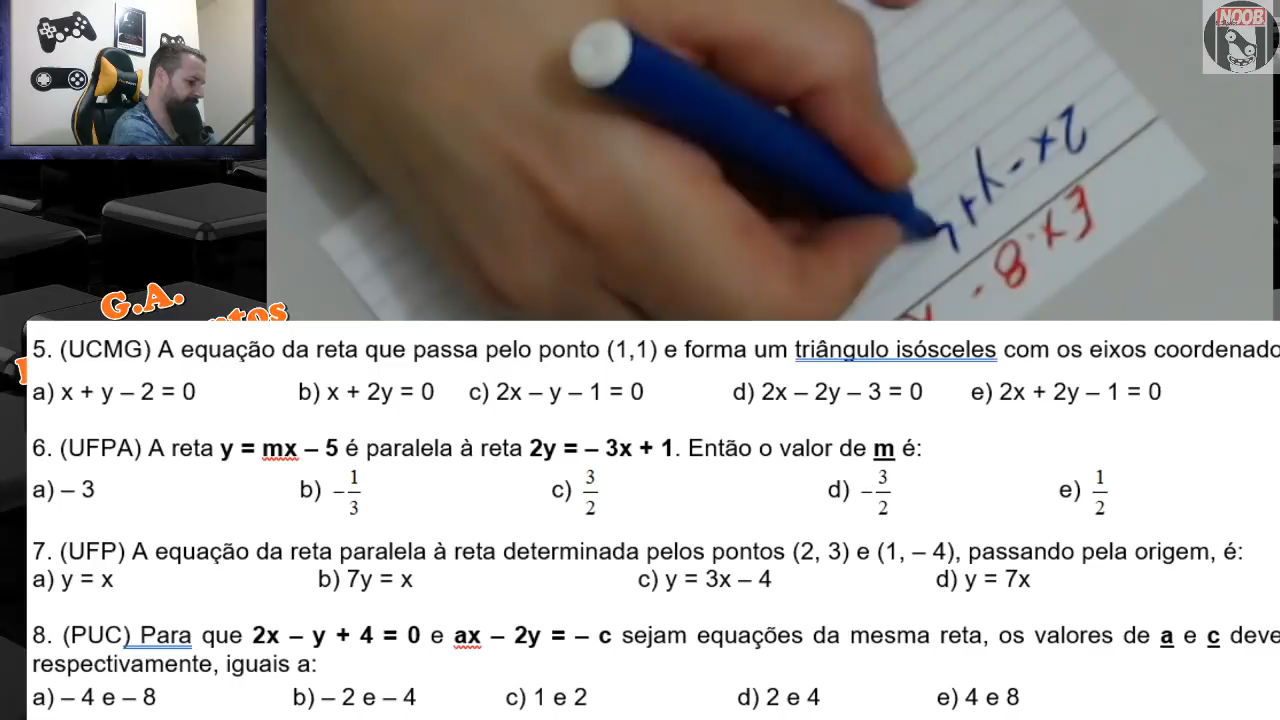 NOOB
2x - y + 4
Ex. 8 -
G.A.
5. (UCMG) A equação da reta que passa pelo ponto (1,1) e forma um triângulo isósceles com os eixos coordenado
a) x + y – 2 = 0 b) x + 2y = 0 c) 2x – y – 1 = 0 d) 2x – 2y – 3 = 0 e) 2x + 2y – 1 = 0
6. (UFPA) A reta y = mx – 5 é paralela à reta 2y = – 3x + 1. Então o valor de m é:
a) – 3 b) –1/3 c) 3/2 d) –3/2 e) 1/2
7. (UFP) A equação da reta paralela à reta determinada pelos pontos (2, 3) e (1, – 4), passando pela origem, é:
a) y = x b) 7y = x c) y = 3x – 4 d) y = 7x
8. (PUC) Para que 2x – y + 4 = 0 e ax – 2y = – c sejam equações da mesma reta, os valores de a e c deve
respectivamente, iguais a:
a) – 4 e – 8 b) – 2 e – 4 c) 1 e 2 d) 2 e 4 e) 4 e 8